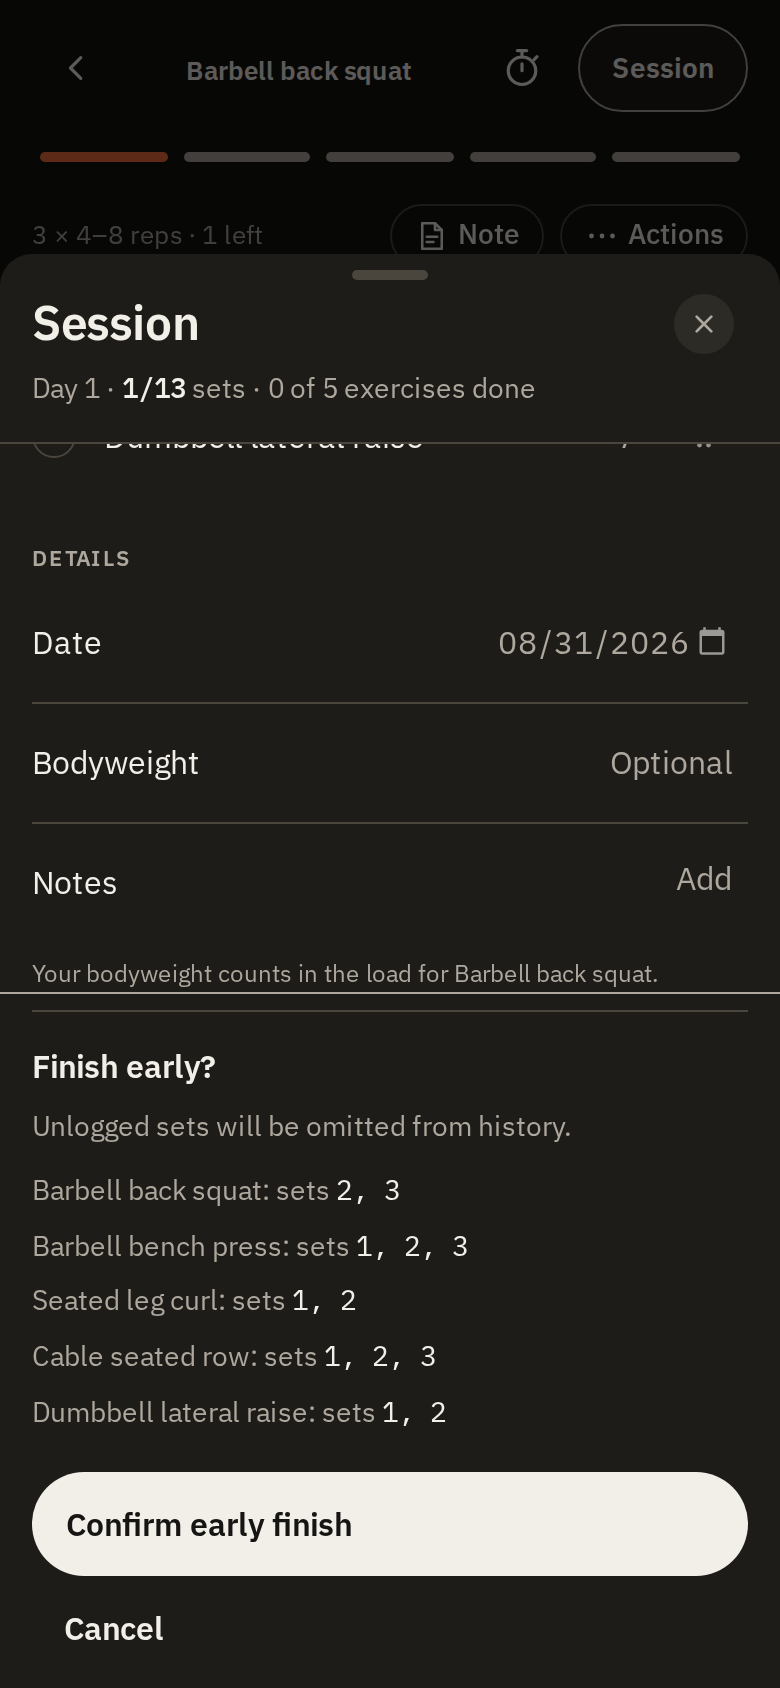 Barbell back squat
Session
3 × 4–8 reps · 1 left
Note
Actions
Session
Day 1 · 1/13 sets · 0 of 5 exercises done
Dumbbell lateral raise
DETAILS
Date
08/31/2026
Bodyweight
Optional
Notes
Add
Your bodyweight counts in the load for Barbell back squat.
Finish early?
Unlogged sets will be omitted from history.
Barbell back squat: sets 2, 3
Barbell bench press: sets 1, 2, 3
Seated leg curl: sets 1, 2
Cable seated row: sets 1, 2, 3
Dumbbell lateral raise: sets 1, 2
Confirm early finish
Cancel